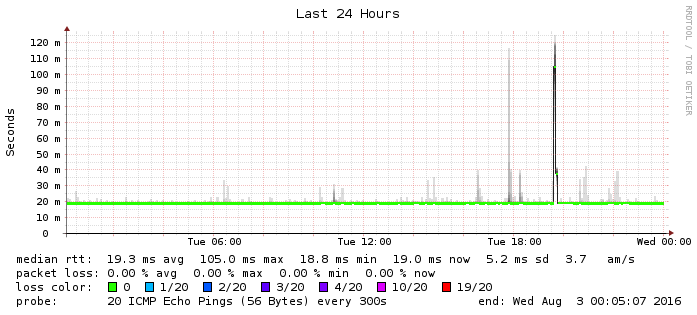 Last 24 Hours
RRDTOOL / TOBI OETIKER
Seconds
120 m
110 m
100 m
90 m
80 m
70 m
60 m
50 m
40 m
30 m
20 m
10 m
0
Tue 06:00 Tue 12:00 Tue 18:00 Wed 00:00
median rtt: 19.3 ms avg 105.0 ms max 18.8 ms min 19.0 ms now 5.2 ms sd 3.7 am/s
packet loss: 0.00 % avg 0.00 % max 0.00 % min 0.00 % now
loss color: 0 1/20 2/20 3/20 4/20 10/20 19/20
probe: 20 ICMP Echo Pings (56 Bytes) every 300s end: Wed Aug 3 00:05:07 2016